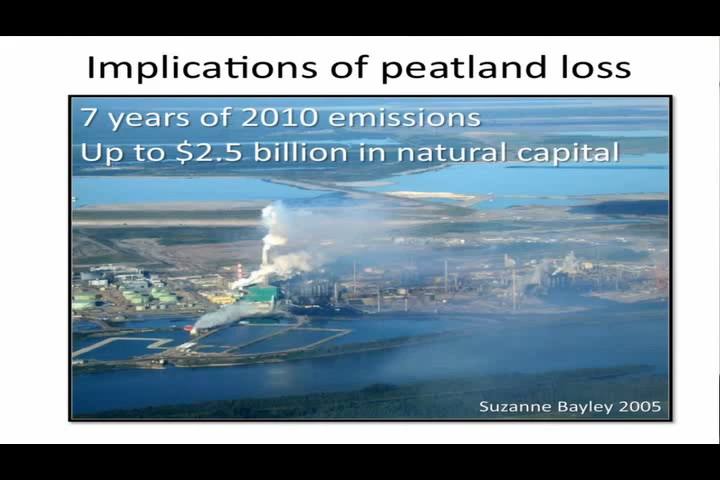 Implications of peatland loss
7 years of 2010 emissions
Up to $2.5 billion in natural capital
Suzanne Bayley 2005